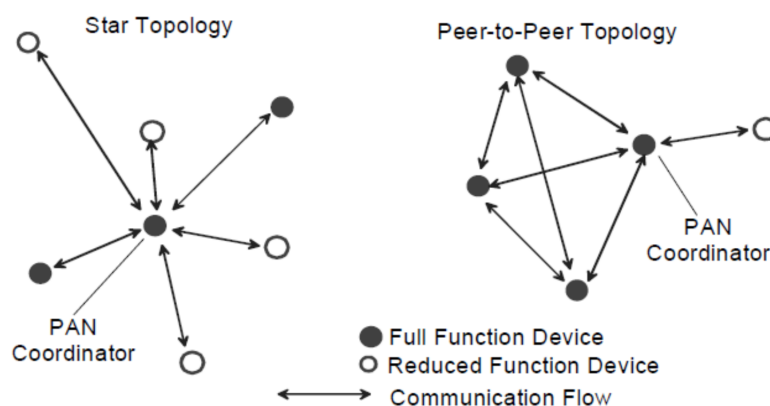 Star Topology
Peer-to-Peer Topology
PAN
Coordinator
PAN
Coordinator
Full Function Device
Reduced Function Device
Communication Flow